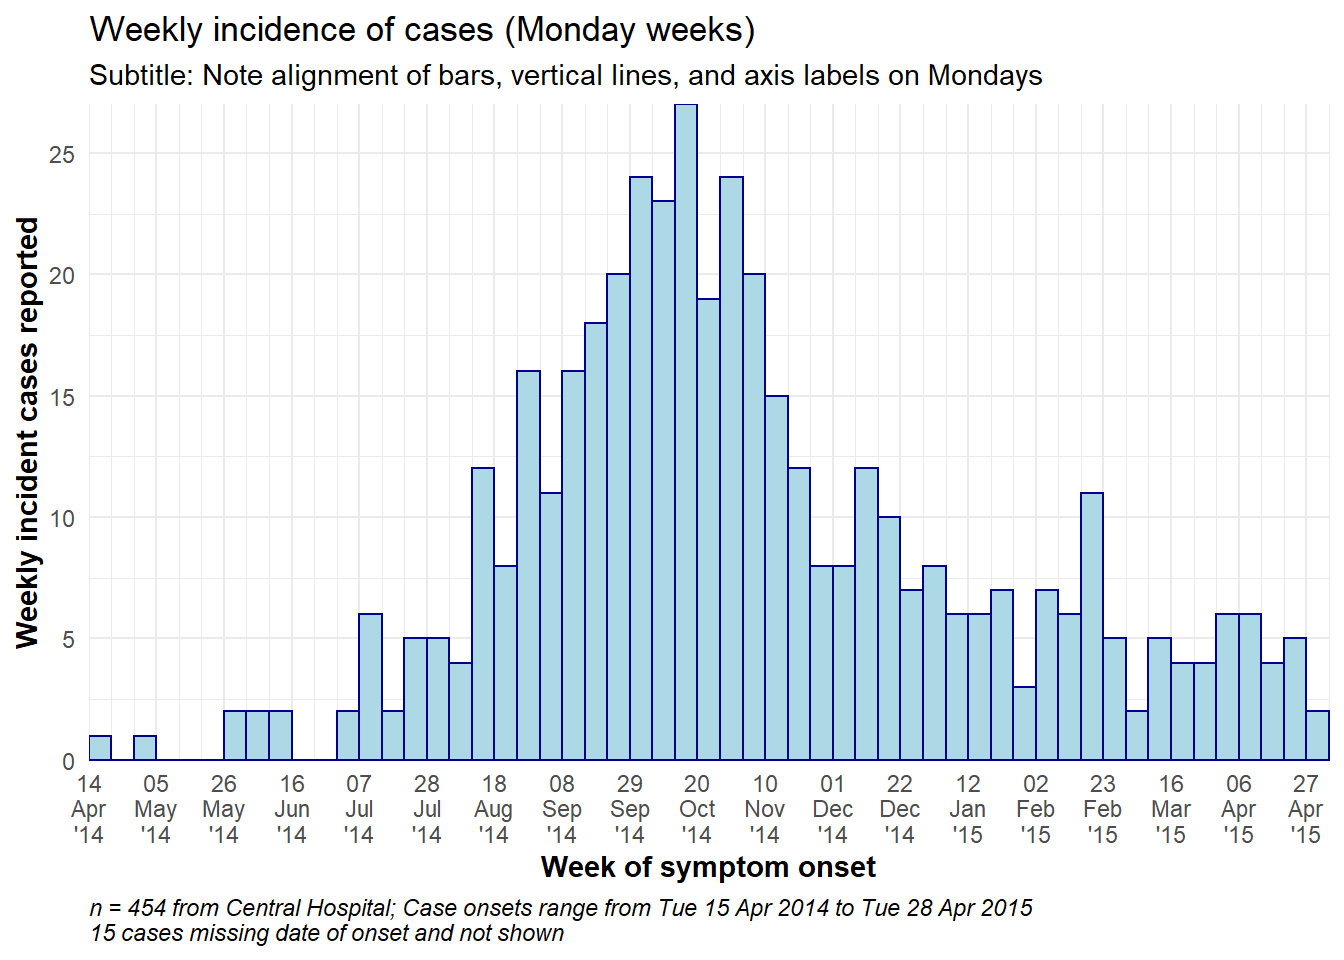 Weekly incidence of cases (Monday weeks)
Subtitle: Note alignment of bars, vertical lines, and axis labels on Mondays
Weekly incident cases reported
25
20
15
10
5
0
14 05 26 16 07 28 18 08 29 20 10 01 22 12 02 23 16 06 27
Apr May May Jun Jul Jul Aug Sep Sep Oct Nov Dec Dec Jan Feb Feb Mar Apr Apr
'14 '14 '14 '14 '14 '14 '14 '14 '14 '14 '14 '14 '14 '15 '15 '15 '15 '15 '15
Week of symptom onset
n = 454 from Central Hospital; Case onsets range from Tue 15 Apr 2014 to Tue 28 Apr 2015
15 cases missing date of onset and not shown